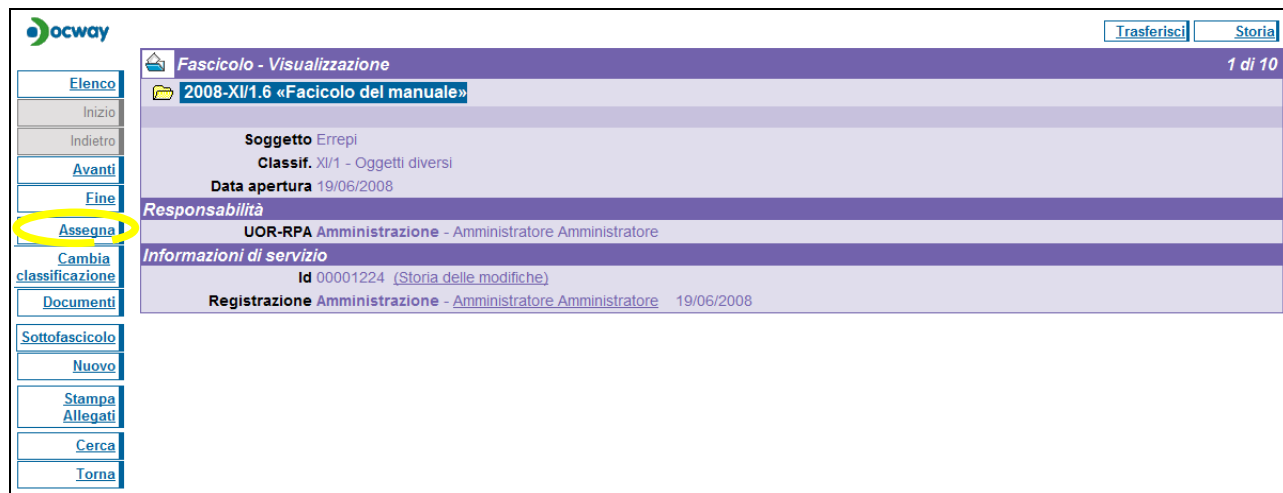 Docway
Trasferisci Storia
Fascicolo - Visualizzazione 1 di 10
2008-XI/1.6 «Facicolo del manuale»
Soggetto Errepi
Classif. XI/1 - Oggetti diversi
Data apertura 19/06/2008
Responsabilità
UOR-RPA Amministrazione - Amministratore Amministratore
Informazioni di servizio
Id 00001224 (Storia delle modifiche)
Registrazione Amministrazione - Amministratore Amministratore 19/06/2008
Elenco
Inizio
Indietro
Avanti
Fine
Assegna
Cambia
classificazione
Documenti
Sottofascicolo
Nuovo
Stampa
Allegati
Cerca
Torna